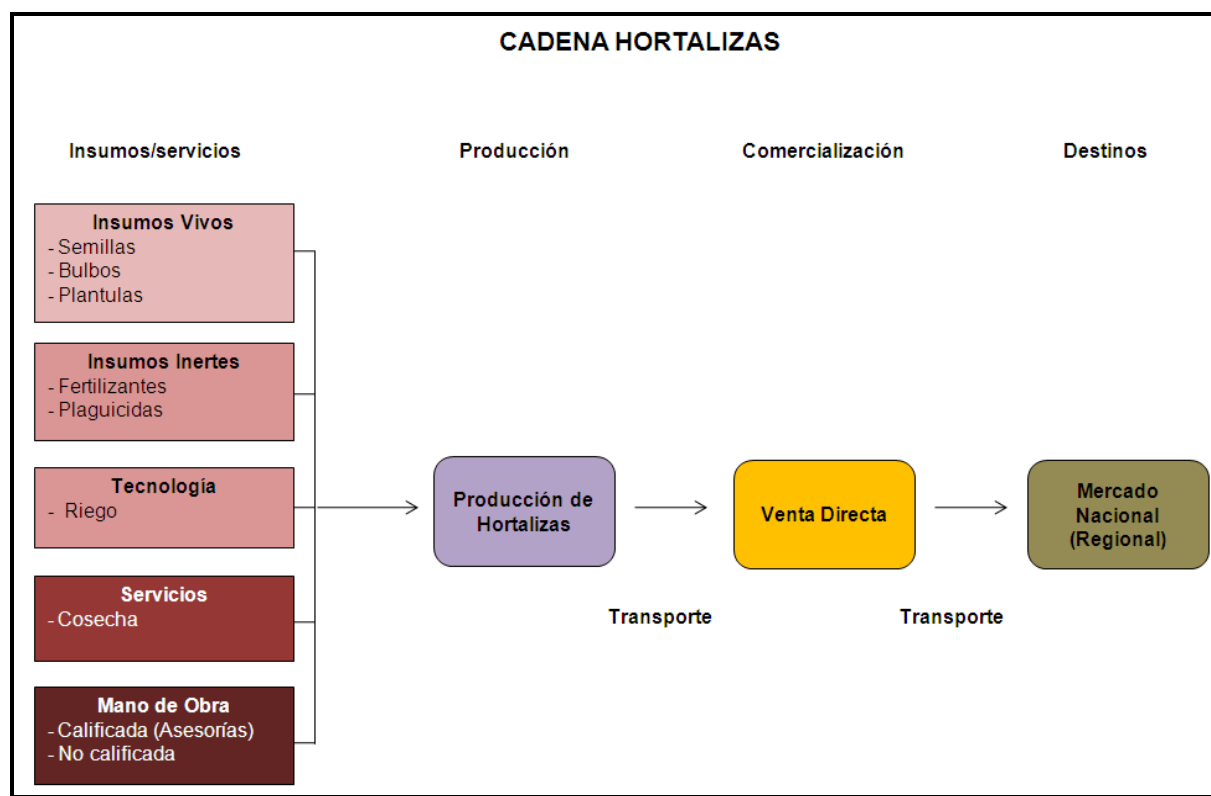 CADENA HORTALIZAS
Insumos/servicios
Producción
Comercialización
Destinos
Insumos Vivos
- Semillas
- Bulbos
- Plantulas
Insumos Inertes
- Fertilizantes
- Plaguicidas
Tecnología
- Riego
Servicios
- Cosecha
Mano de Obra
- Calificada (Asesorías)
- No calificada
Producción de
Hortalizas
Venta Directa
Mercado
Nacional
(Regional)
Transporte
Transporte